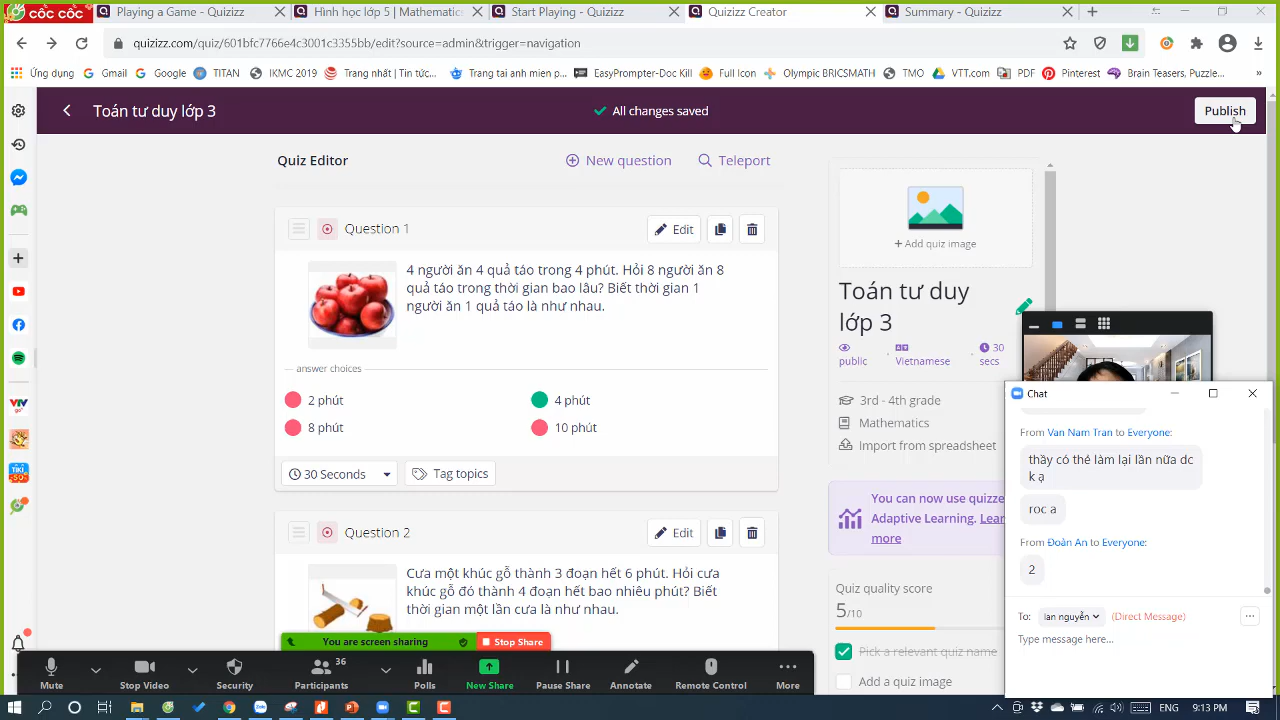 cốc cốc
Playing a Game - Quizizz
Hình học lớp 5 | Mathematic
Start Playing - Quizizz
Quizizz Creator
Summary - Quizizz
quizizz.com/quiz/601bfc7766e4c3001c3355bb/edit?source=admin&trigger=navigation
Ứng dụng
Gmail
Google
TITAN
IKMC 2019
Trang nhất | Tin tức...
Trang tai anh mien p...
EasyPrompter-Doc Kill
Full Icon
Olympic BRICSMATH
TMO
VTT.com
PDF
Pinterest
Brain Teasers, Puzzle...
Toán tư duy lớp 3
All changes saved
Publish
Quiz Editor
New question
Teleport
Question 1
Edit
4 người ăn 4 quả táo trong 4 phút. Hỏi 8 người ăn 8
quả táo trong thời gian bao lâu? Biết thời gian 1
người ăn 1 quả táo là như nhau.
answer choices
2 phút
4 phút
8 phút
10 phút
30 Seconds
Tag topics
Question 2
Edit
Cưa một khúc gỗ thành 3 đoạn hết 6 phút. Hỏi cưa
khúc gỗ đó thành 4 đoạn hết bao nhiêu phút? Biết
thời gian một lần cưa là như nhau.
+ Add quiz image
Toán tư duy
lớp 3
public
Vietnamese
30
secs
3rd - 4th grade
Mathematics
Import from spreadsheet
You can now use quizze
Adaptive Learning. Lear
more
Quiz quality score
5/10
Pick a relevant quiz name
Add a quiz image
Chat
From Van Nam Tran to Everyone:
thầy có thể làm lại lần nữa dc
k ạ
roc a
From Đoàn An to Everyone:
2
To: lan nguyễn (Direct Message)
Type message here...
You are screen sharing
Stop Share
Mute
Stop Video
Security
Participants
36
Polls
New Share
Pause Share
Annotate
Remote Control
More
VTV
go
TIKI
9:13 PM